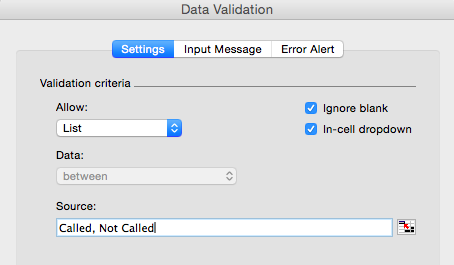 Data Validation
Settings Input Message Error Alert
Validation criteria
Allow:
Ignore blank
List
In-cell dropdown
Data:
between
Source:
Called, Not Called